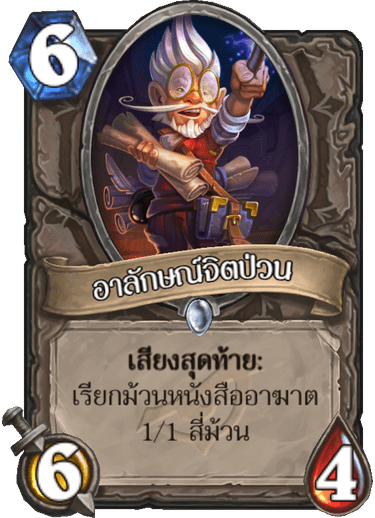 6
อาลักษณ์จิตป่วน
เสียงสุดท้าย:
เรียกม้วนหนังสืออาฆาต
1/1 สี่ม้วน
6
4